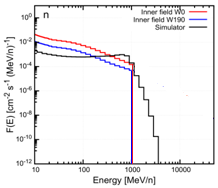 n
Inner field W0
Inner field W190
Simulator
F(E) [cm⁻² s⁻¹ (MeV/n)⁻¹]
10⁰
10⁻²
10⁻⁴
10⁻⁶
10⁻⁸
10⁻¹⁰
10⁻¹²
10 100 1000 10000
Energy [MeV/n]